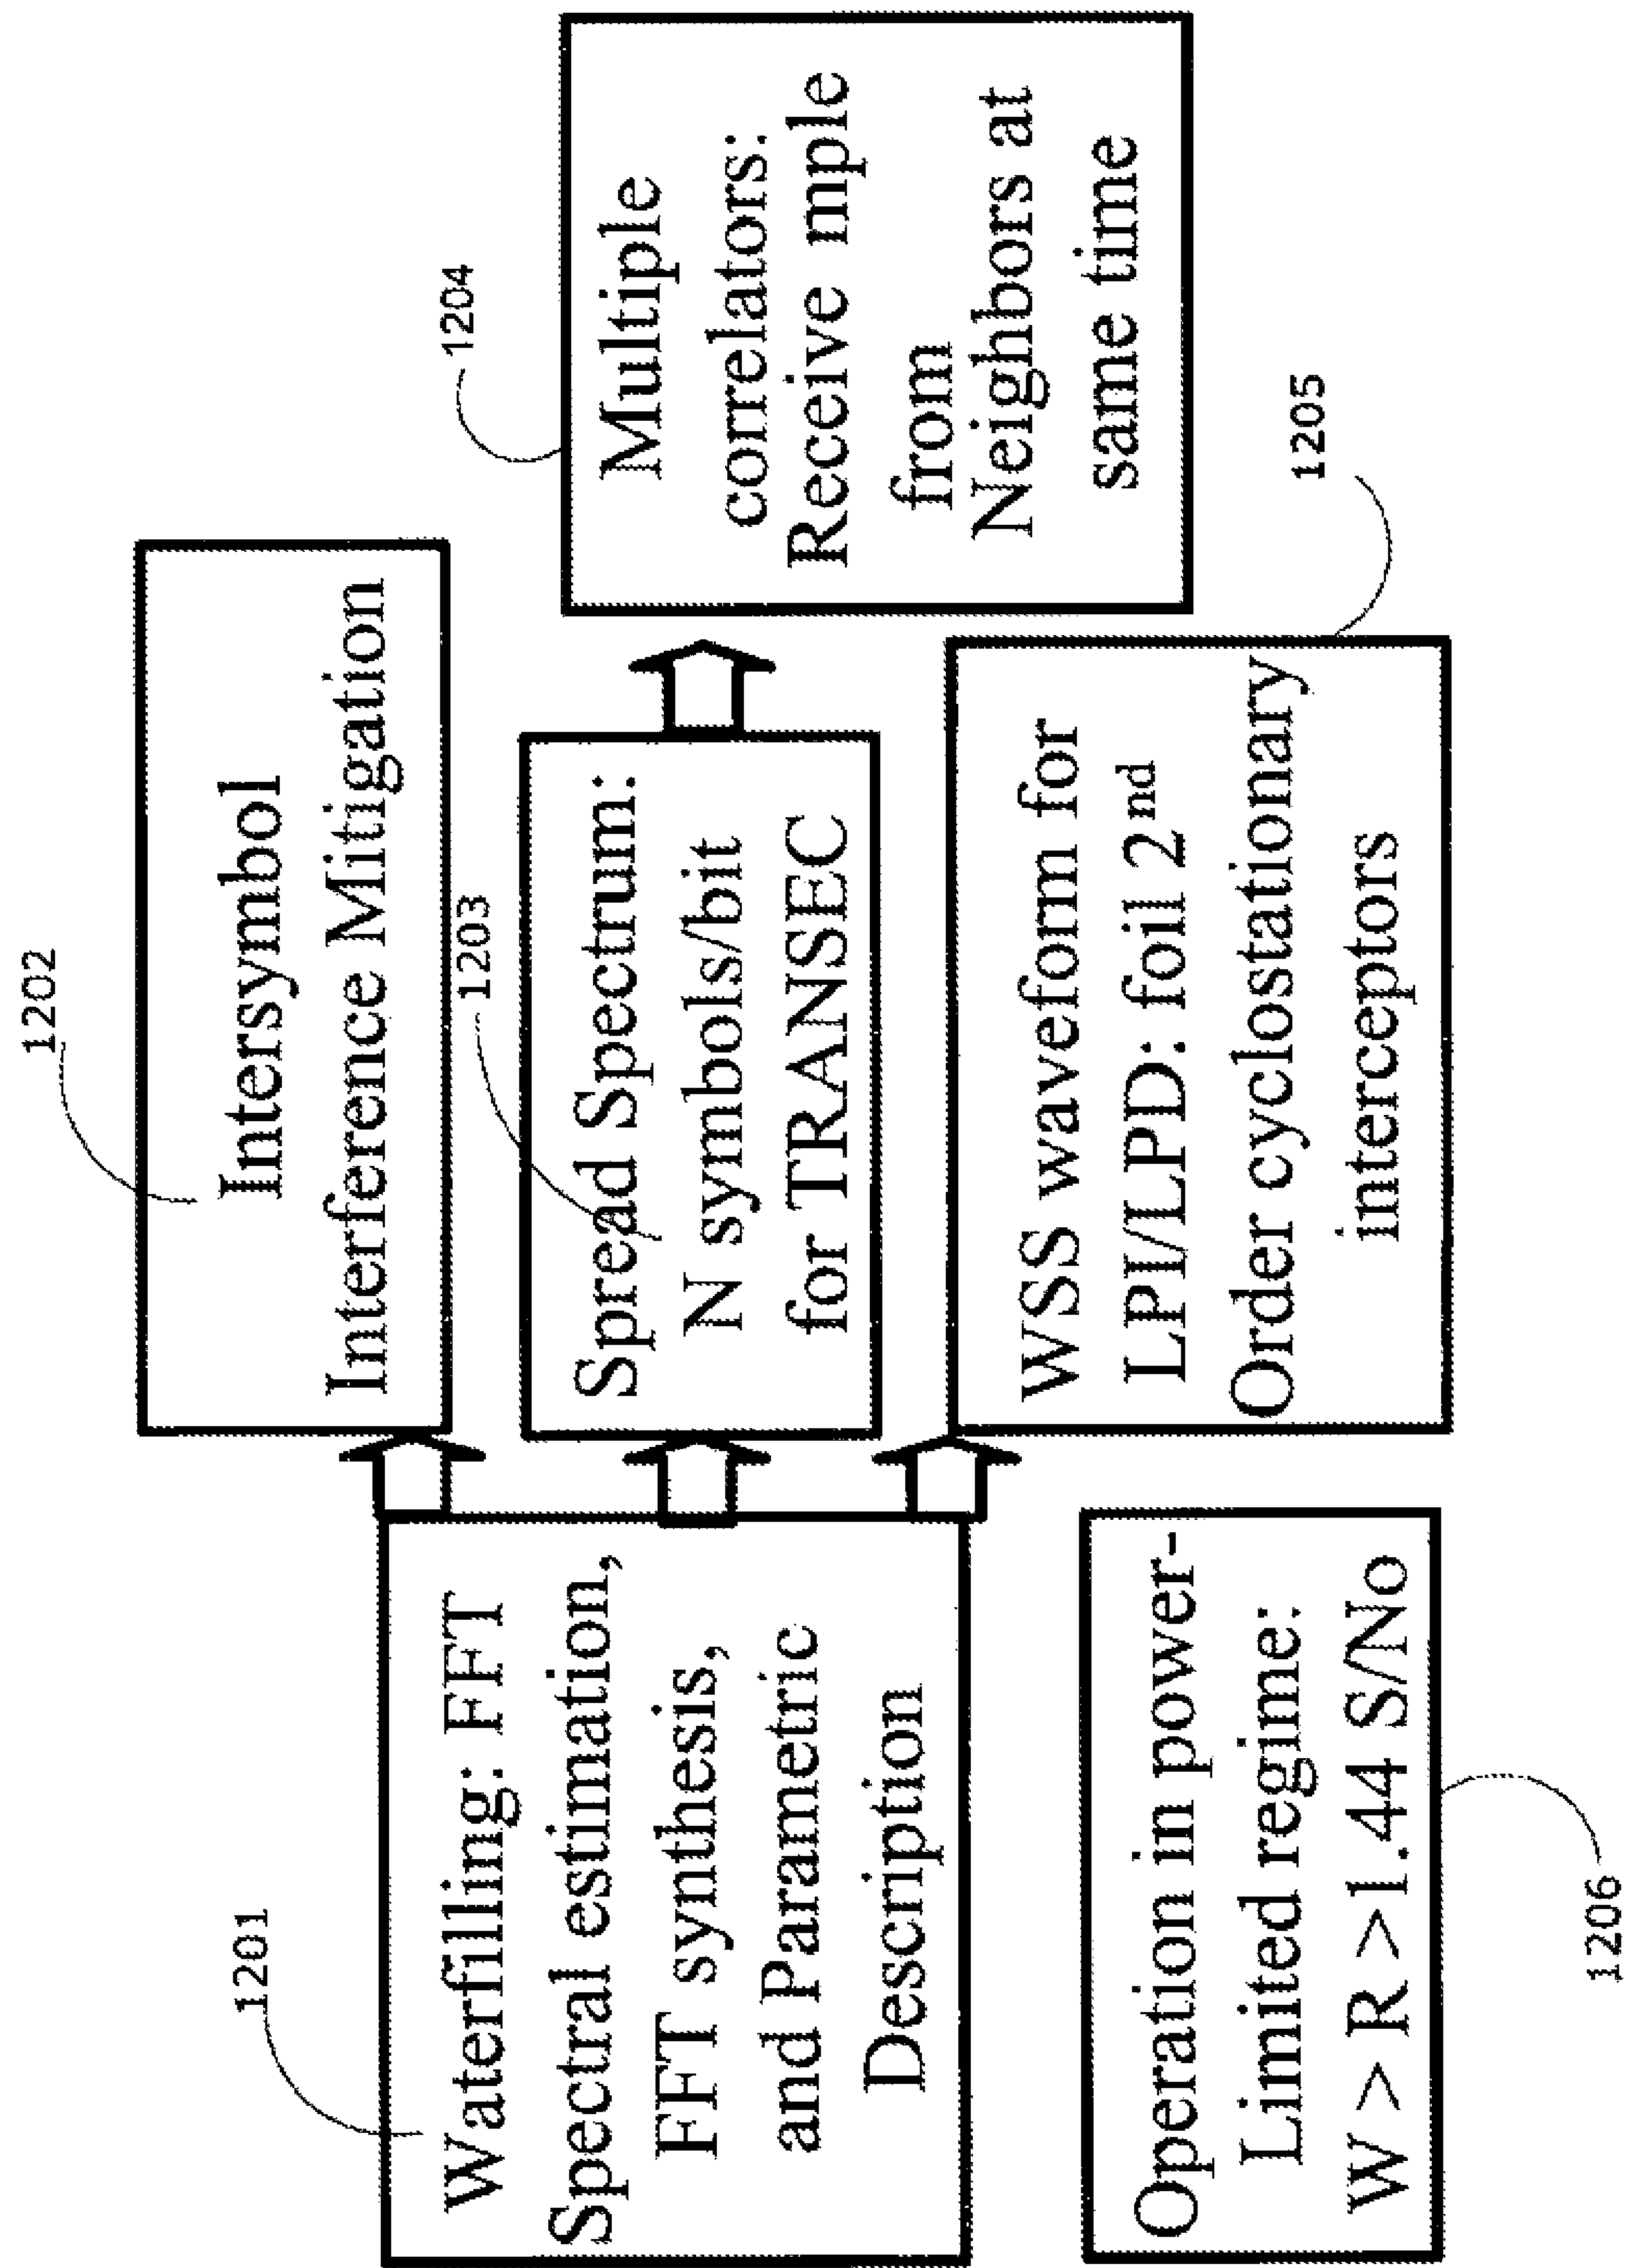 1201
Waterfilling: FFT
Spectral estimation,
FFT synthesis,
and Parametric
Description
1202
Intersymbol
Interference Mitigation
1203
Spread Spectrum:
N symbols/bit
for TRANSEC
1204
Multiple
correlators:
Receive mple
from
Neighbors at
same time
WSS waveform for
LPI/LPD: foil 2nd
Order cyclostationary
interceptors
1205
Operation in power-
Limited regime:
W > R >1.44 S/No
1206